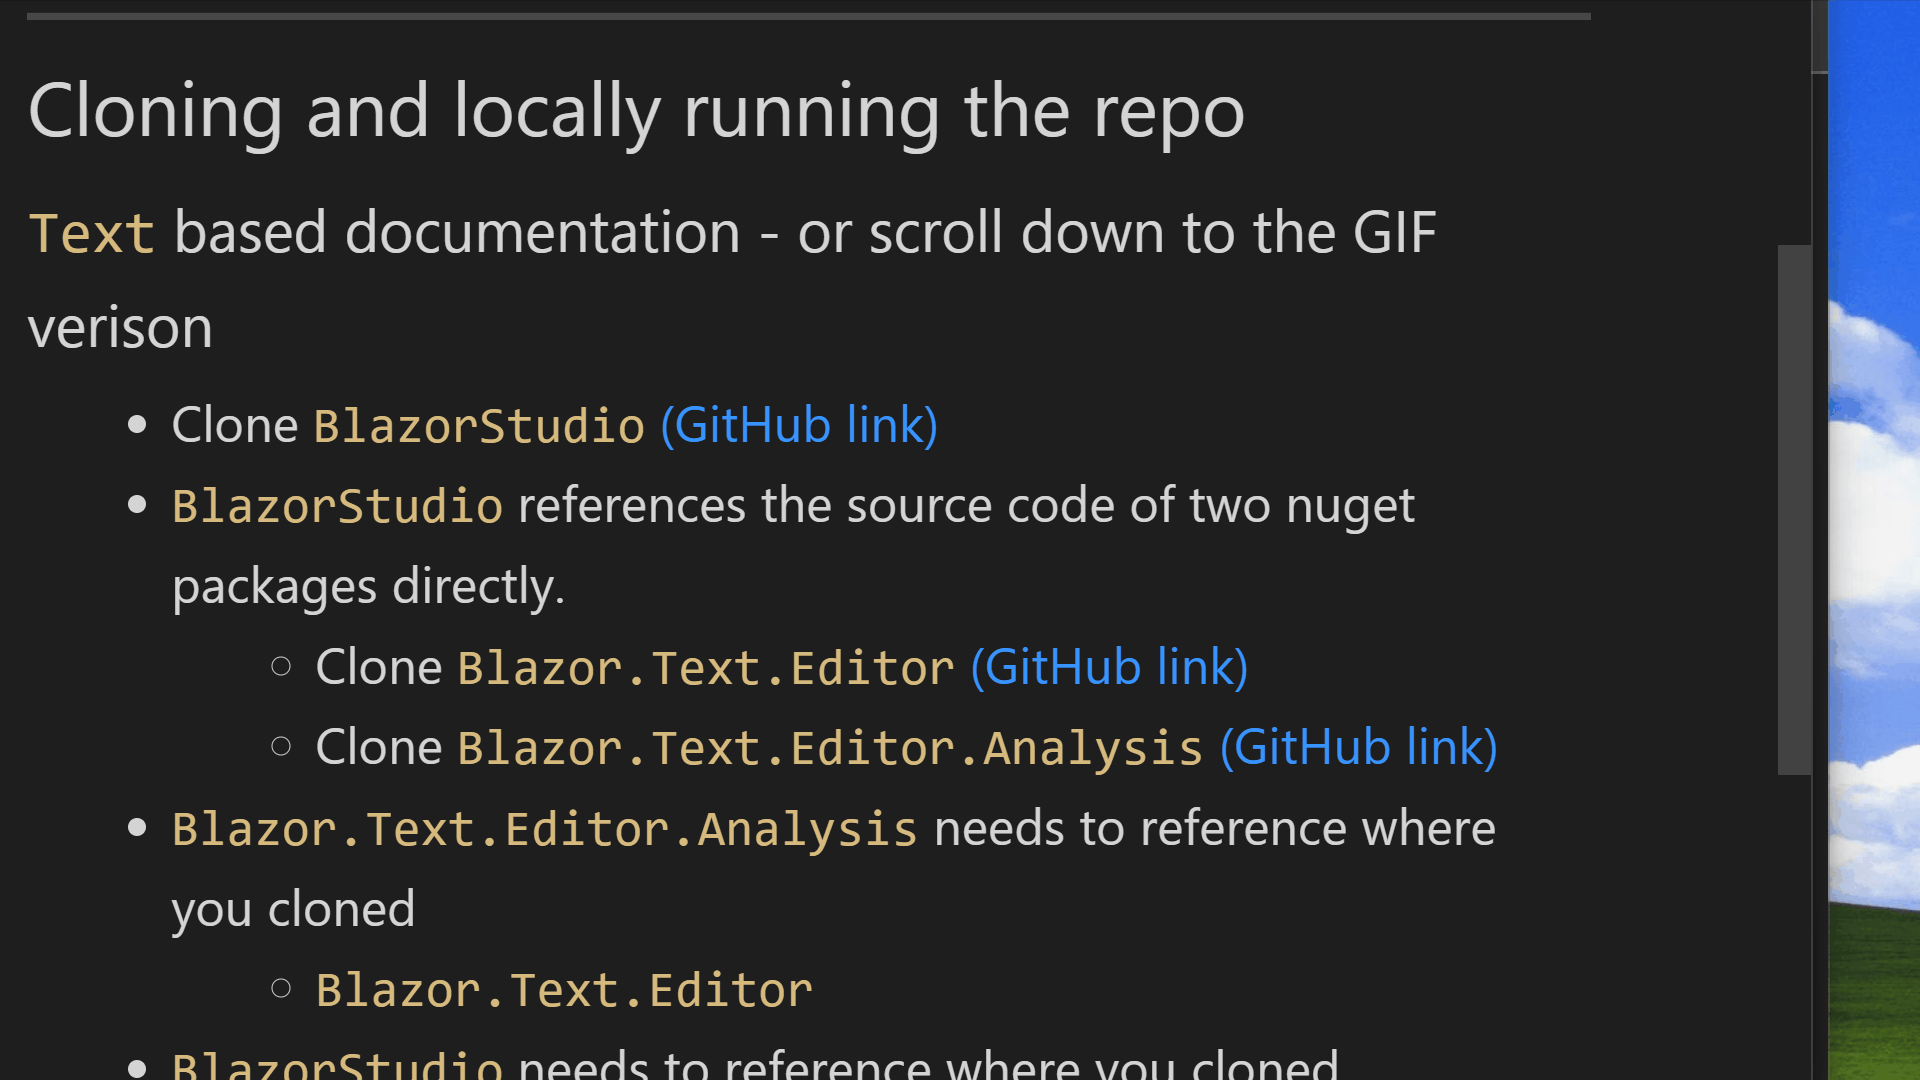 Cloning and locally running the repo
Text based documentation - or scroll down to the GIF
verison
Clone BlazorStudio (GitHub link)
BlazorStudio references the source code of two nuget
packages directly.
Clone Blazor.Text.Editor (GitHub link)
Clone Blazor.Text.Editor.Analysis (GitHub link)
Blazor.Text.Editor.Analysis needs to reference where
you cloned
Blazor.Text.Editor
BlazorStudio needs to reference where you cloned